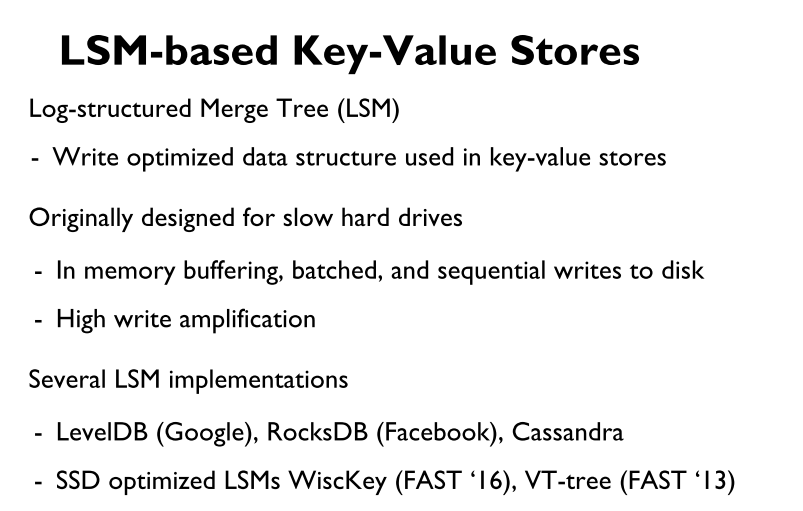 LSM-based Key-Value Stores
Log-structured Merge Tree (LSM)
- Write optimized data structure used in key-value stores
Originally designed for slow hard drives
- In memory buffering, batched, and sequential writes to disk
- High write amplification
Several LSM implementations
- LevelDB (Google), RocksDB (Facebook), Cassandra
- SSD optimized LSMs WiscKey (FAST ‘16), VT-tree (FAST ‘13)